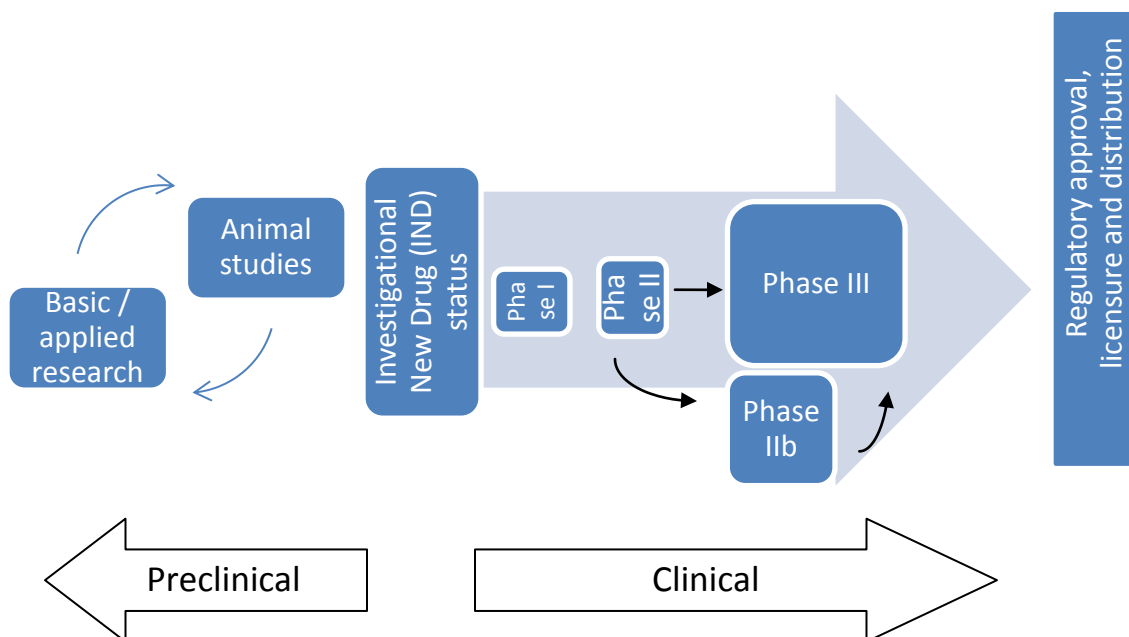 Basic /
applied
research
Animal
studies
Investigational
New Drug (IND)
status
Pha
se I
Pha
se II
Phase III
Phase
IIb
Regulatory approval,
licensure and distribution
Preclinical
Clinical